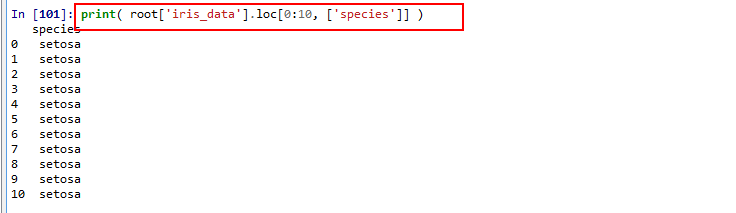 In [101]: print( root['iris_data'].loc[0:10, ['species']] )
   species
0   setosa
1   setosa
2   setosa
3   setosa
4   setosa
5   setosa
6   setosa
7   setosa
8   setosa
9   setosa
10  setosa